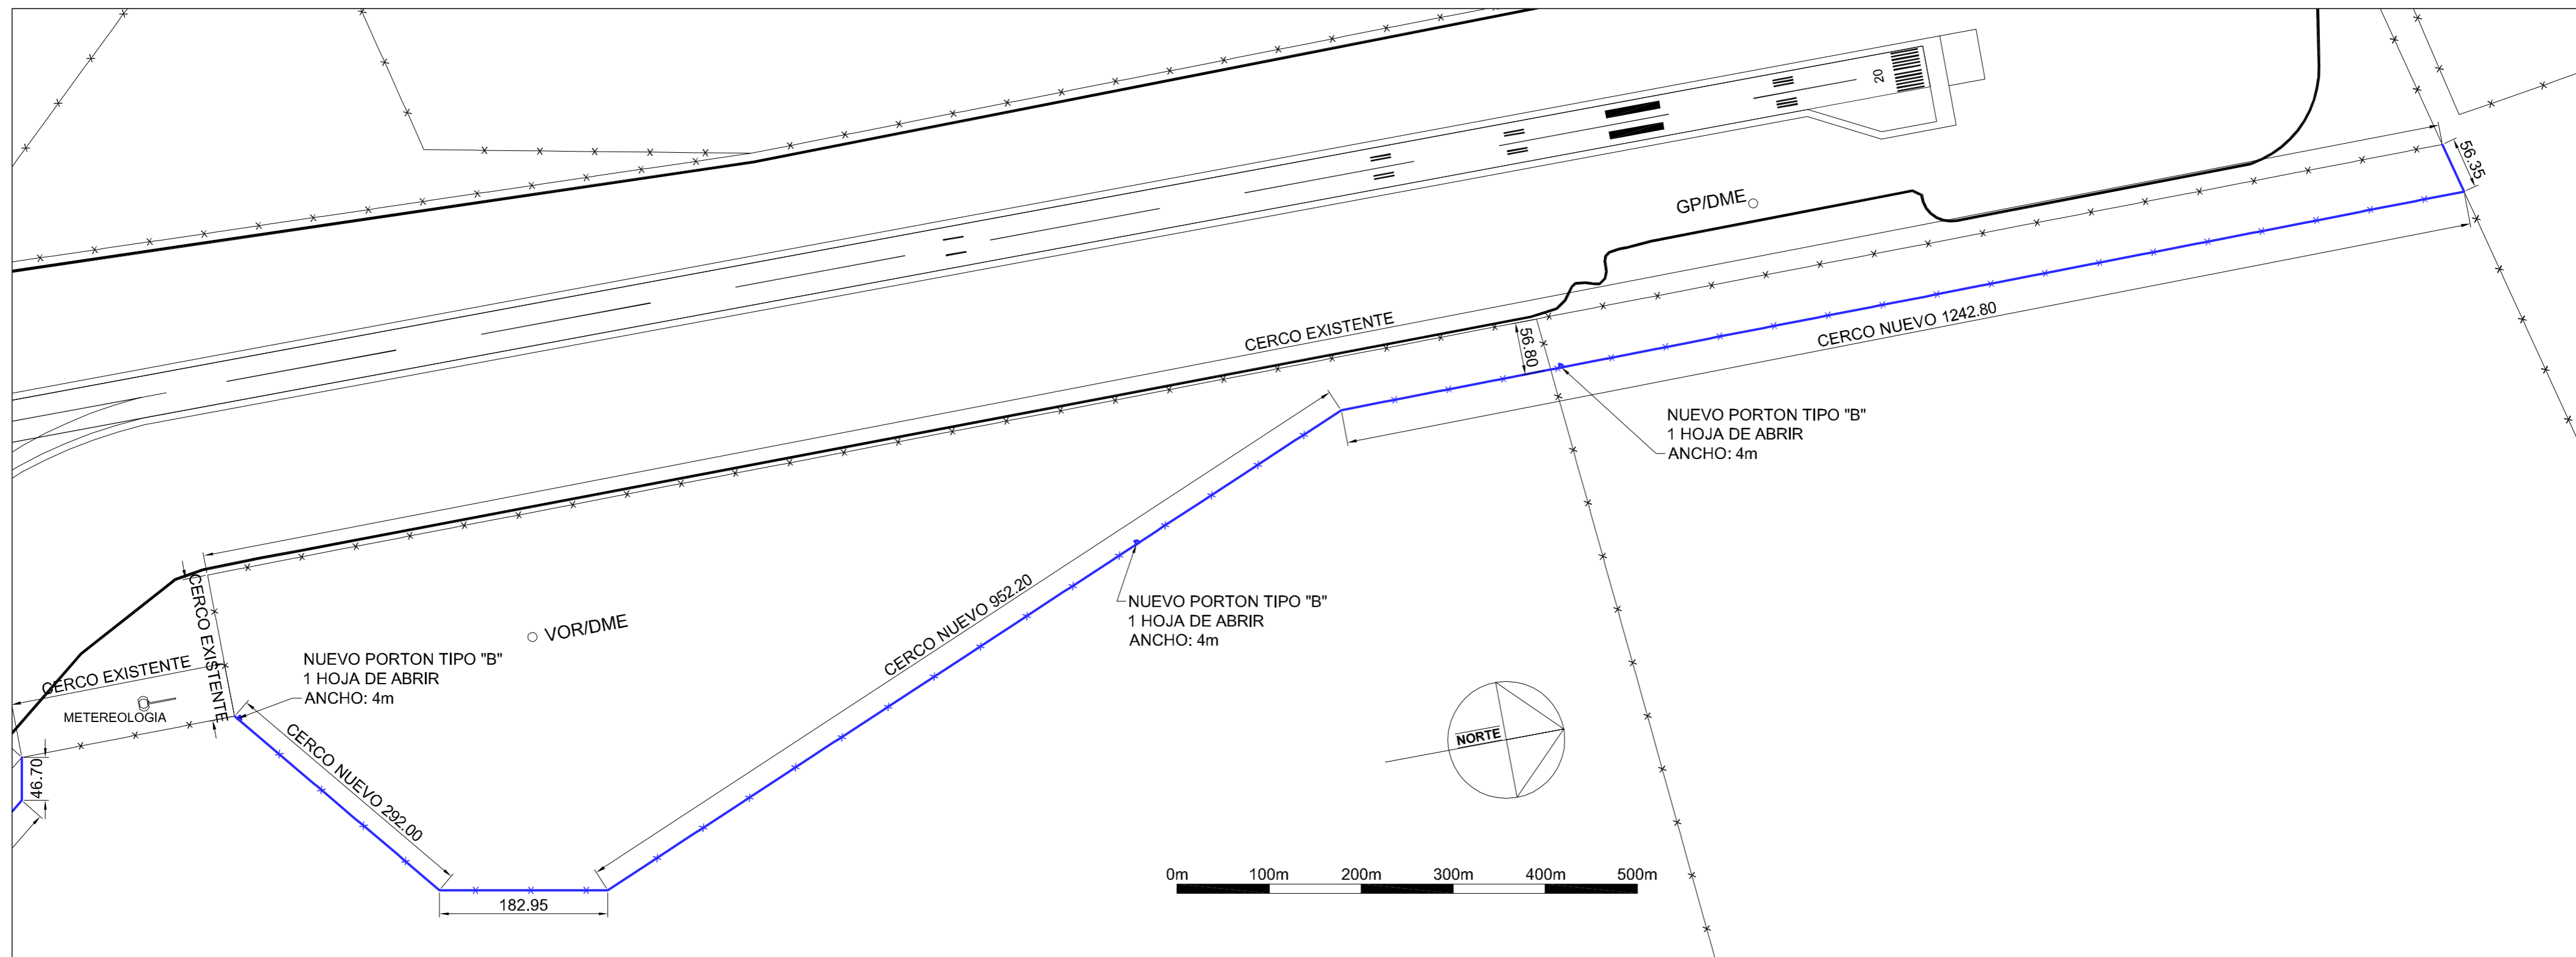 20
56.35
GP/DME
CERCO EXISTENTE
56.80
CERCO NUEVO 1242.80
NUEVO PORTON TIPO "B"
1 HOJA DE ABRIR
ANCHO: 4m
CERCO EXISTENTE
VOR/DME
CERCO NUEVO 952.20
NUEVO PORTON TIPO "B"
1 HOJA DE ABRIR
ANCHO: 4m
NUEVO PORTON TIPO "B"
1 HOJA DE ABRIR
ANCHO: 4m
CERCO EXISTENTE
METEREOLOGIA
46.70
CERCO NUEVO 292.00
182.95
NORTE
0m 100m 200m 300m 400m 500m